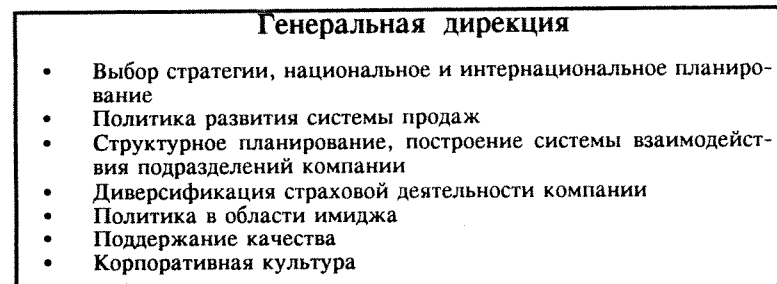 Генеральная дирекция
• Выбор стратегии, национальное и интернациональное планиро-
вание
• Политика развития системы продаж
• Структурное планирование, построение системы взаимодейст-
вия подразделений компании
• Диверсификация страховой деятельности компании
• Политика в области имиджа
• Поддержание качества
• Корпоративная культура